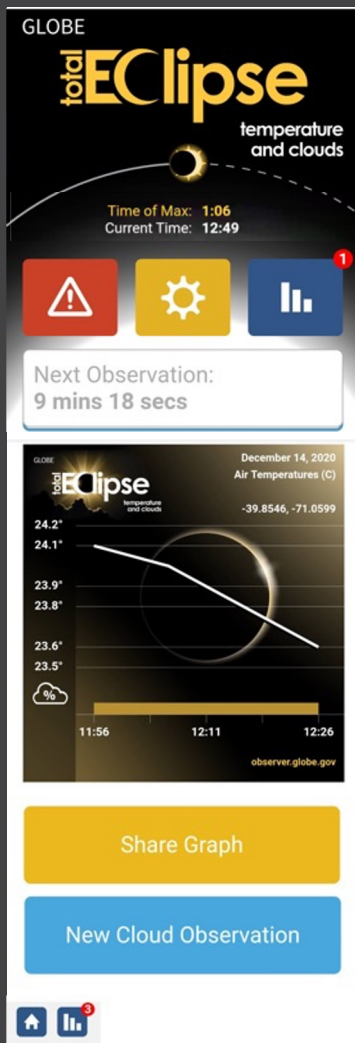 GLOBE
total
EClipse
temperature
and clouds
Time of Max: 1:06
Current Time: 12:49
1
Next Observation:
9 mins 18 secs
GLOBE
December 14, 2020
total
EClipse
Air Temperatures (C)
temperature
and clouds
-39.8546, -71.0599
24.2°
24.1°
23.9°
23.8°
23.6°
23.5°
%
11:56 12:11 12:26
observer.globe.gov
Share Graph
New Cloud Observation
3